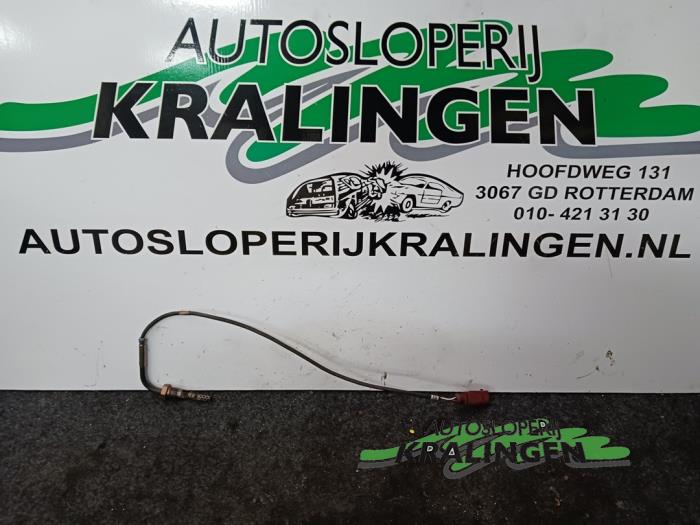 AUTOSLOPERIJ
KRALINGEN
HOOFDWEG 131
3067 GD ROTTERDAM
010- 421 31 30
AUTOSLOPERIJKRALINGEN.NL
AUTOSLOPERIJ
KRALINGEN